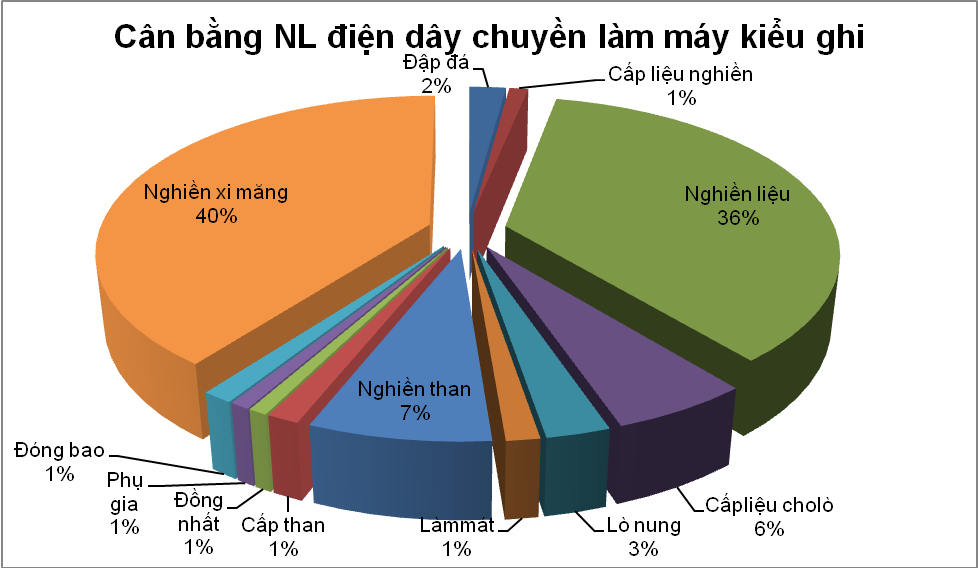 Cân bằng NL điện dây chuyền làm máy kiểu ghi
Đập đá
2%
Cấp liệu nghiền
1%
Nghiền liệu
36%
Cấpliệu cholò
6%
Lò nung
3%
Làmmát
1%
Nghiền than
7%
Cấp than
1%
Đồng
nhất
1%
Phụ
gia
1%
Đóng bao
1%
Nghiền xi măng
40%